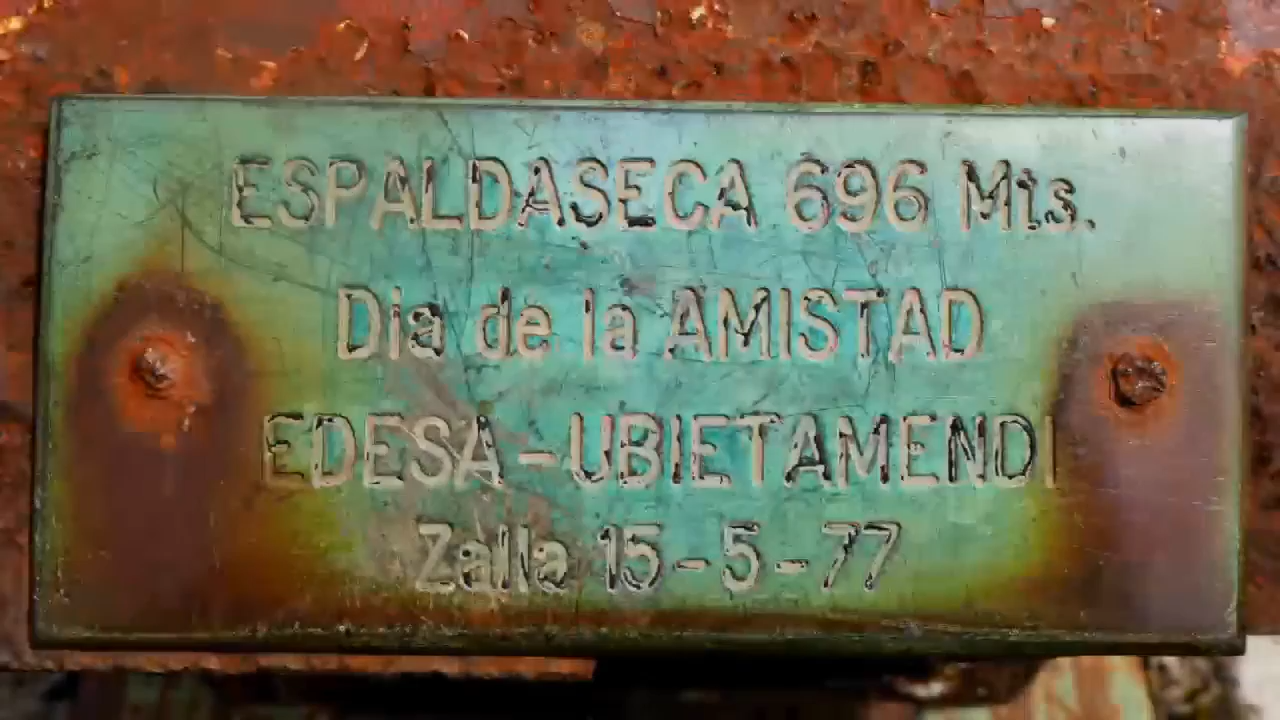 ESPALDASECA 696 Mts.
Dia de la AMISTAD
EDESA - UBIETAMENDI
Zalla 15-5-77